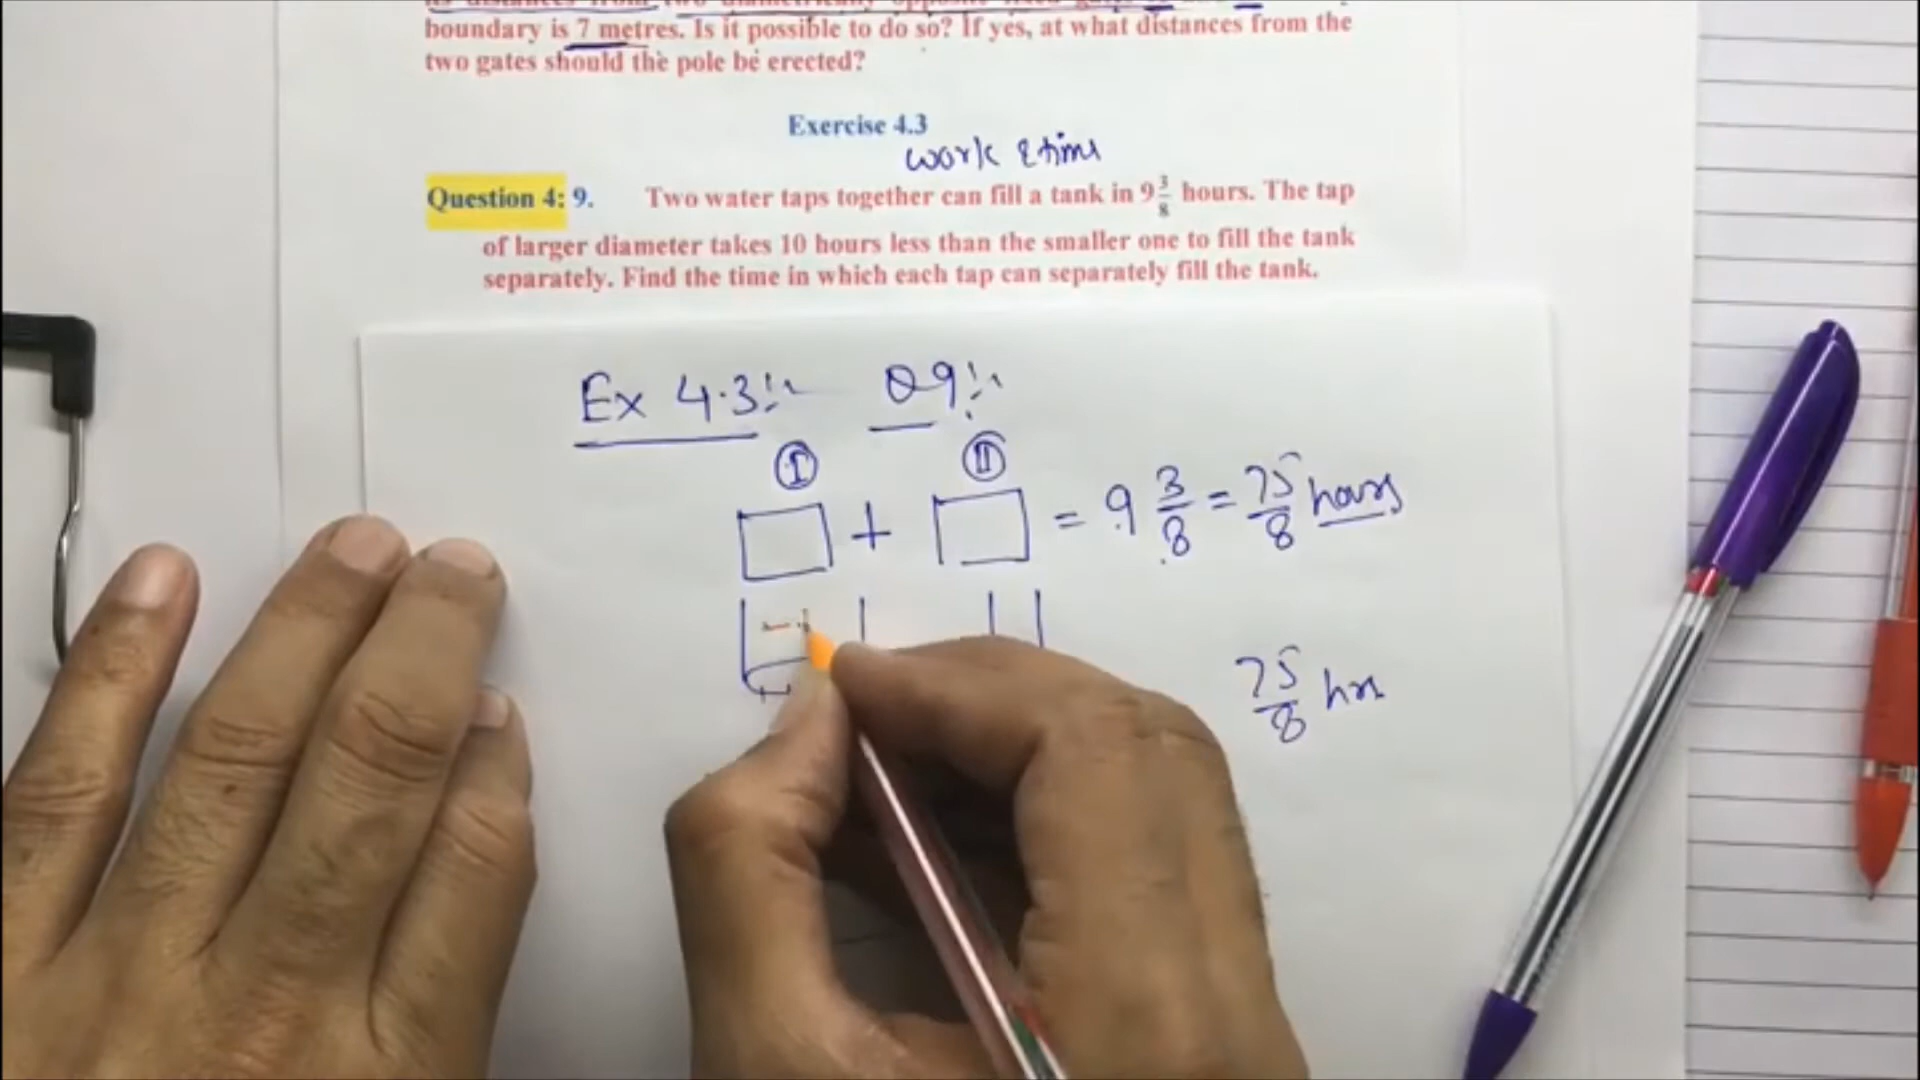 boundary is 7 metres. Is it possible to do so? If yes, at what distances from the
two gates should the pole be erected?
Exercise 4.3
work & time
Question 4: 9. Two water taps together can fill a tank in 9 3/8 hours. The tap
of larger diameter takes 10 hours less than the smaller one to fill the tank
separately. Find the time in which each tap can separately fill the tank.
Ex 4.3:- Q9:-
I II
+ = 9 3/8 = 75/8 hours
75/8 hrs